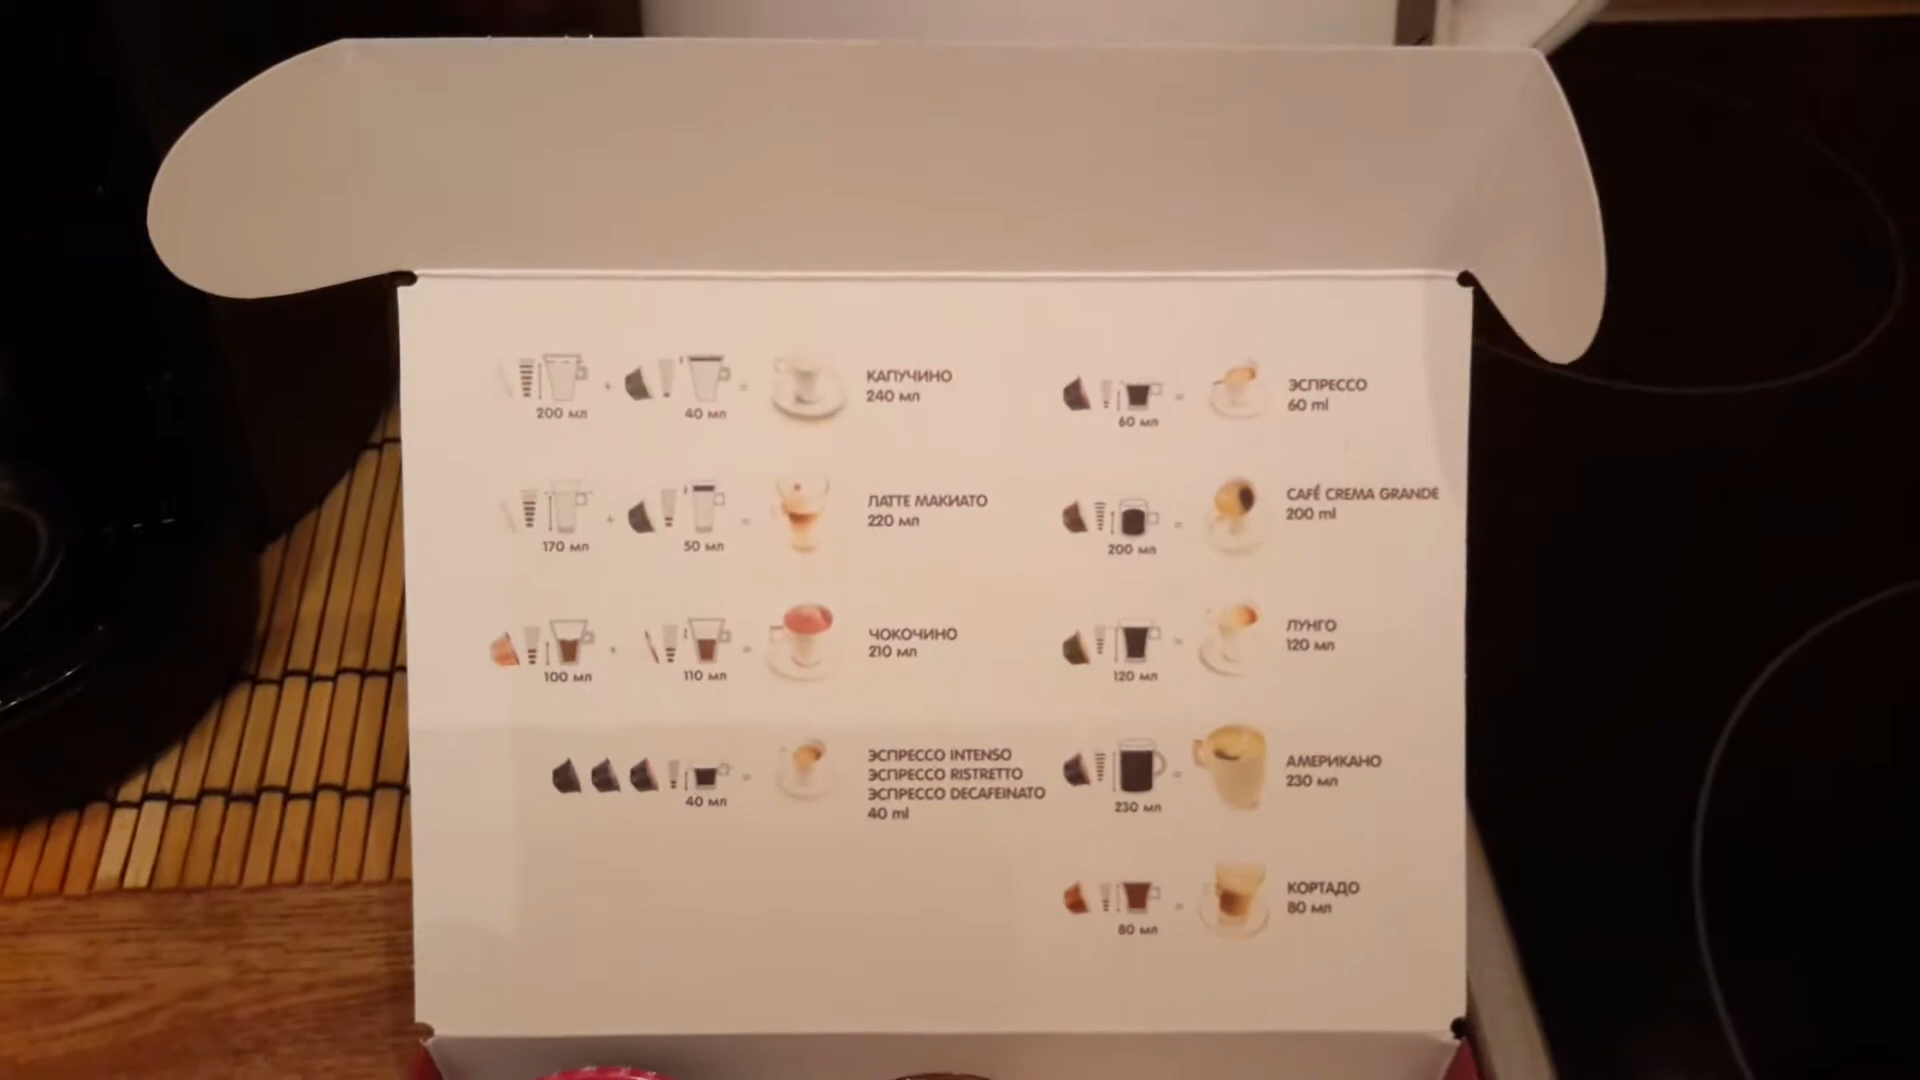 200 мл
40 мл
КАПУЧИНО
240 мл
170 мл
50 мл
ЛАТТЕ МАКИАТО
220 мл
100 мл
110 мл
ЧОКОЧИНО
210 мл
40 мл
ЭСПРЕССО INTENSO
ЭСПРЕССО RISTRETTO
ЭСПРЕССО DECAFEINATO
40 ml
60 мл
ЭСПРЕССО
60 ml
200 мл
CAFÉ CREMA GRANDE
200 ml
120 мл
ЛУНГО
120 мл
230 мл
АМЕРИКАНО
230 мл
80 мл
КОРТАДО
80 мл